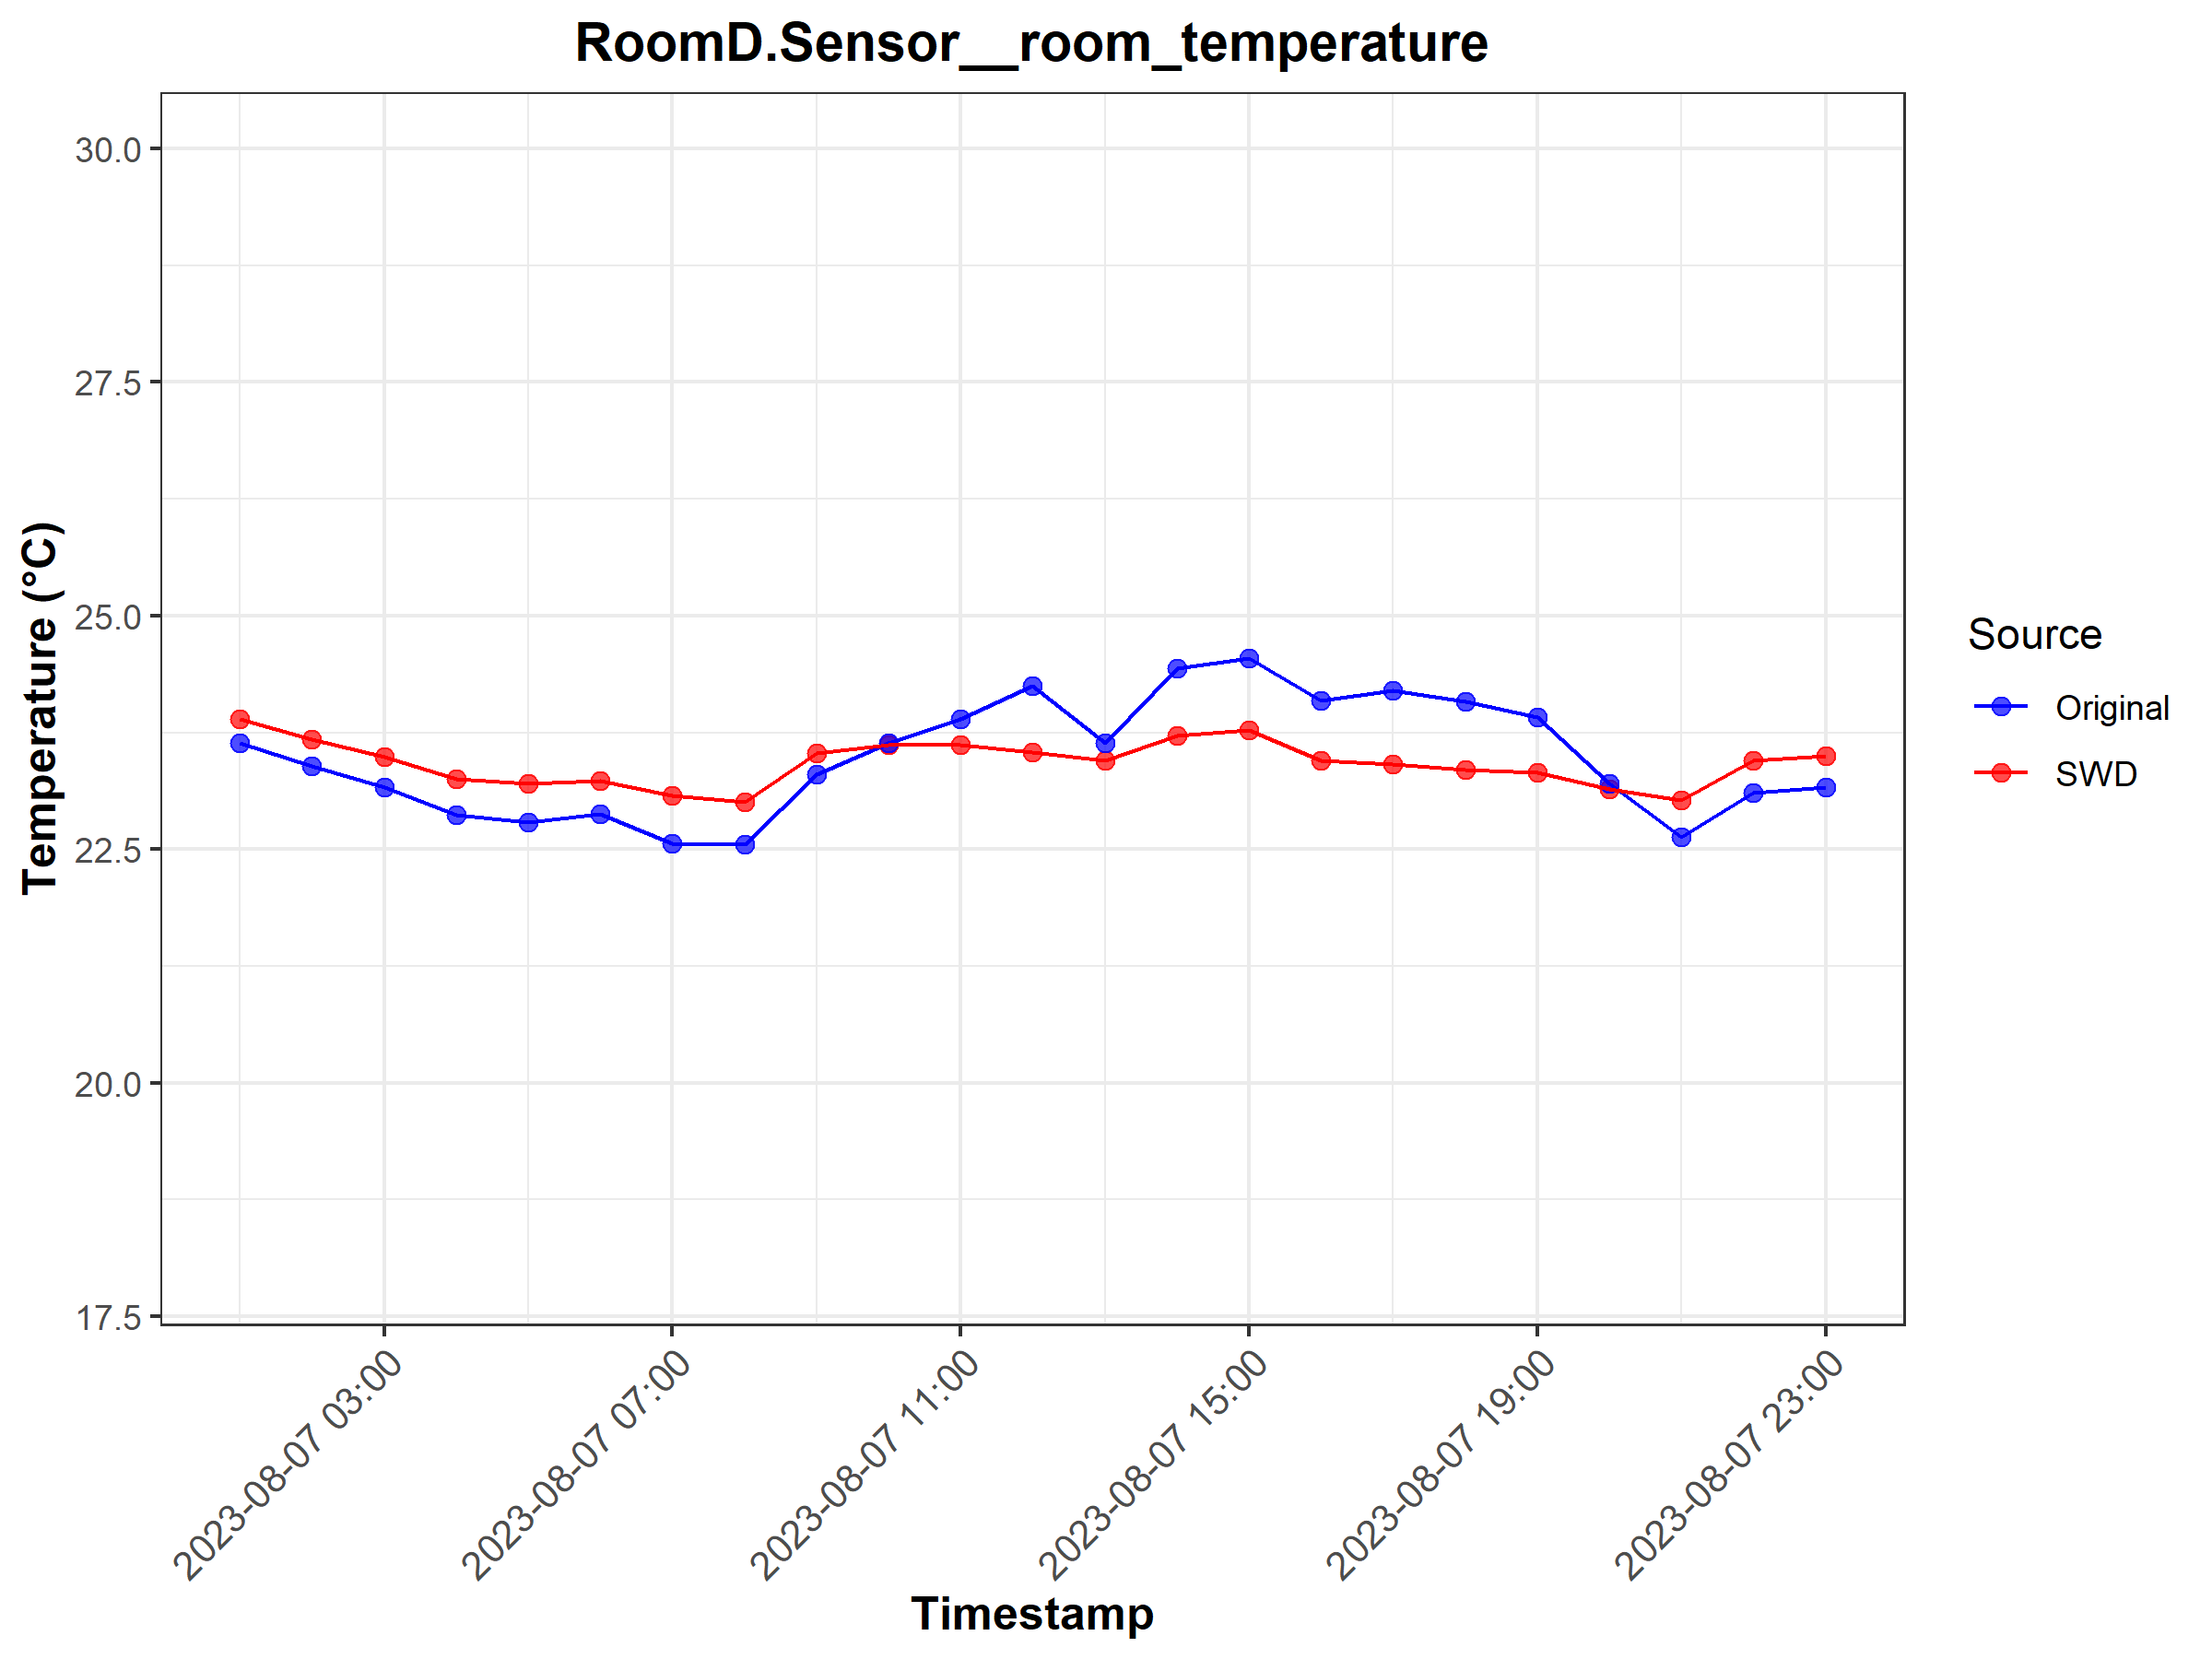 RoomD.Sensor__room_temperature
Temperature (°C)
30.0
27.5
25.0
22.5
20.0
17.5
2023-08-07 03:00
2023-08-07 07:00
2023-08-07 11:00
2023-08-07 15:00
2023-08-07 19:00
2023-08-07 23:00
Timestamp
Source
Original
SWD